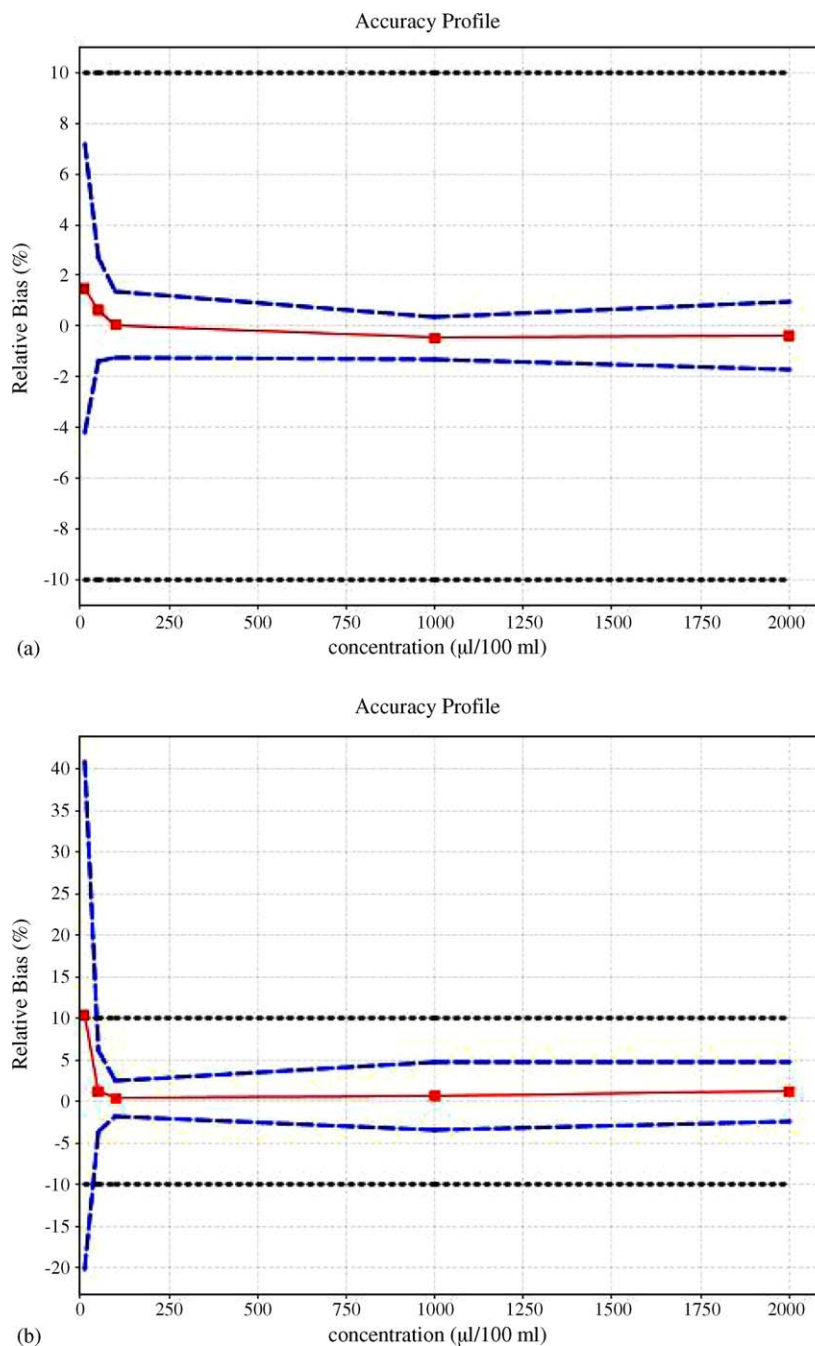 Accuracy Profile
10
8
6
4
2
0
-2
-4
-6
-8
-10
Relative Bias (%)
0 250 500 750 1000 1250 1500 1750 2000
concentration (µl/100 ml)
(a)
Accuracy Profile
40
35
30
25
20
15
10
5
0
-5
-10
-15
-20
Relative Bias (%)
0 250 500 750 1000 1250 1500 1750 2000
concentration (µl/100 ml)
(b)